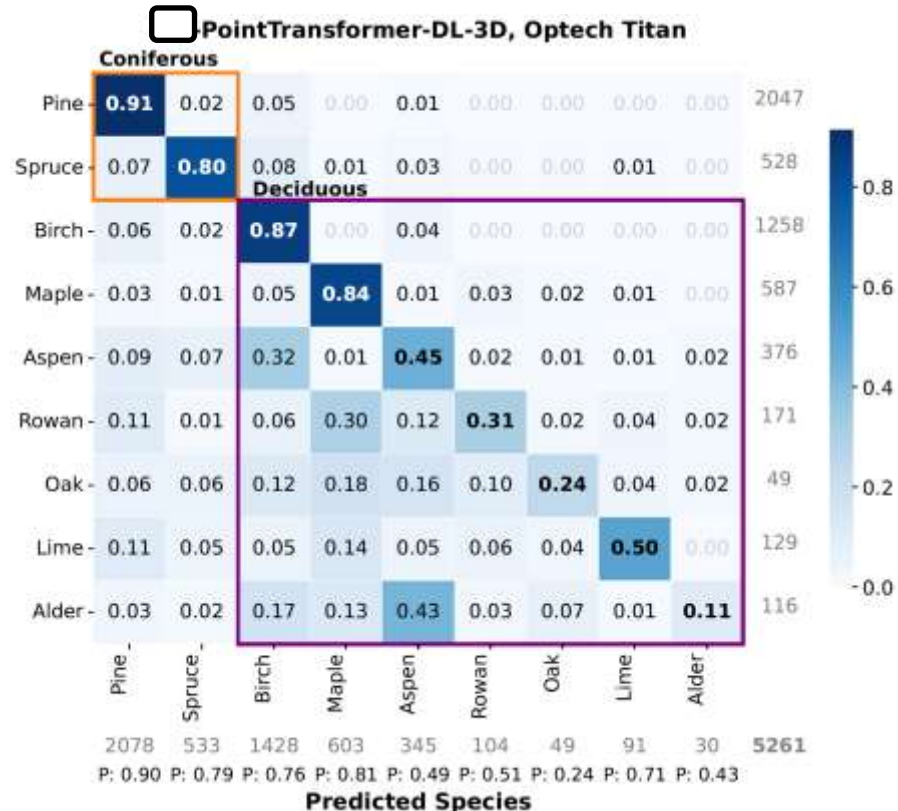 -PointTransformer-DL-3D, Optech Titan
Coniferous
Pine 0.91 0.02 0.05 0.00 0.01 0.00 0.00 0.00 0.00 2047
Spruce 0.07 0.80 0.08 0.01 0.03 0.00 0.00 0.01 0.00 528
Deciduous
Birch 0.06 0.02 0.87 0.00 0.04 0.00 0.00 0.00 0.00 1258
Maple 0.03 0.01 0.05 0.84 0.01 0.03 0.02 0.01 0.00 587
Aspen 0.09 0.07 0.32 0.01 0.45 0.02 0.01 0.01 0.02 376
Rowan 0.11 0.01 0.06 0.30 0.12 0.31 0.02 0.04 0.02 171
Oak 0.06 0.06 0.12 0.18 0.16 0.10 0.24 0.04 0.02 49
Lime 0.11 0.05 0.05 0.14 0.05 0.06 0.04 0.50 0.00 129
Alder 0.03 0.02 0.17 0.13 0.43 0.03 0.07 0.01 0.11 116
Pine Spruce Birch Maple Aspen Rowan Oak Lime Alder
2078 533 1428 603 345 104 49 91 30 5261
P: 0.90 P: 0.79 P: 0.76 P: 0.81 P: 0.49 P: 0.51 P: 0.24 P: 0.71 P: 0.43
Predicted Species
0.8
0.6
0.4
0.2
0.0